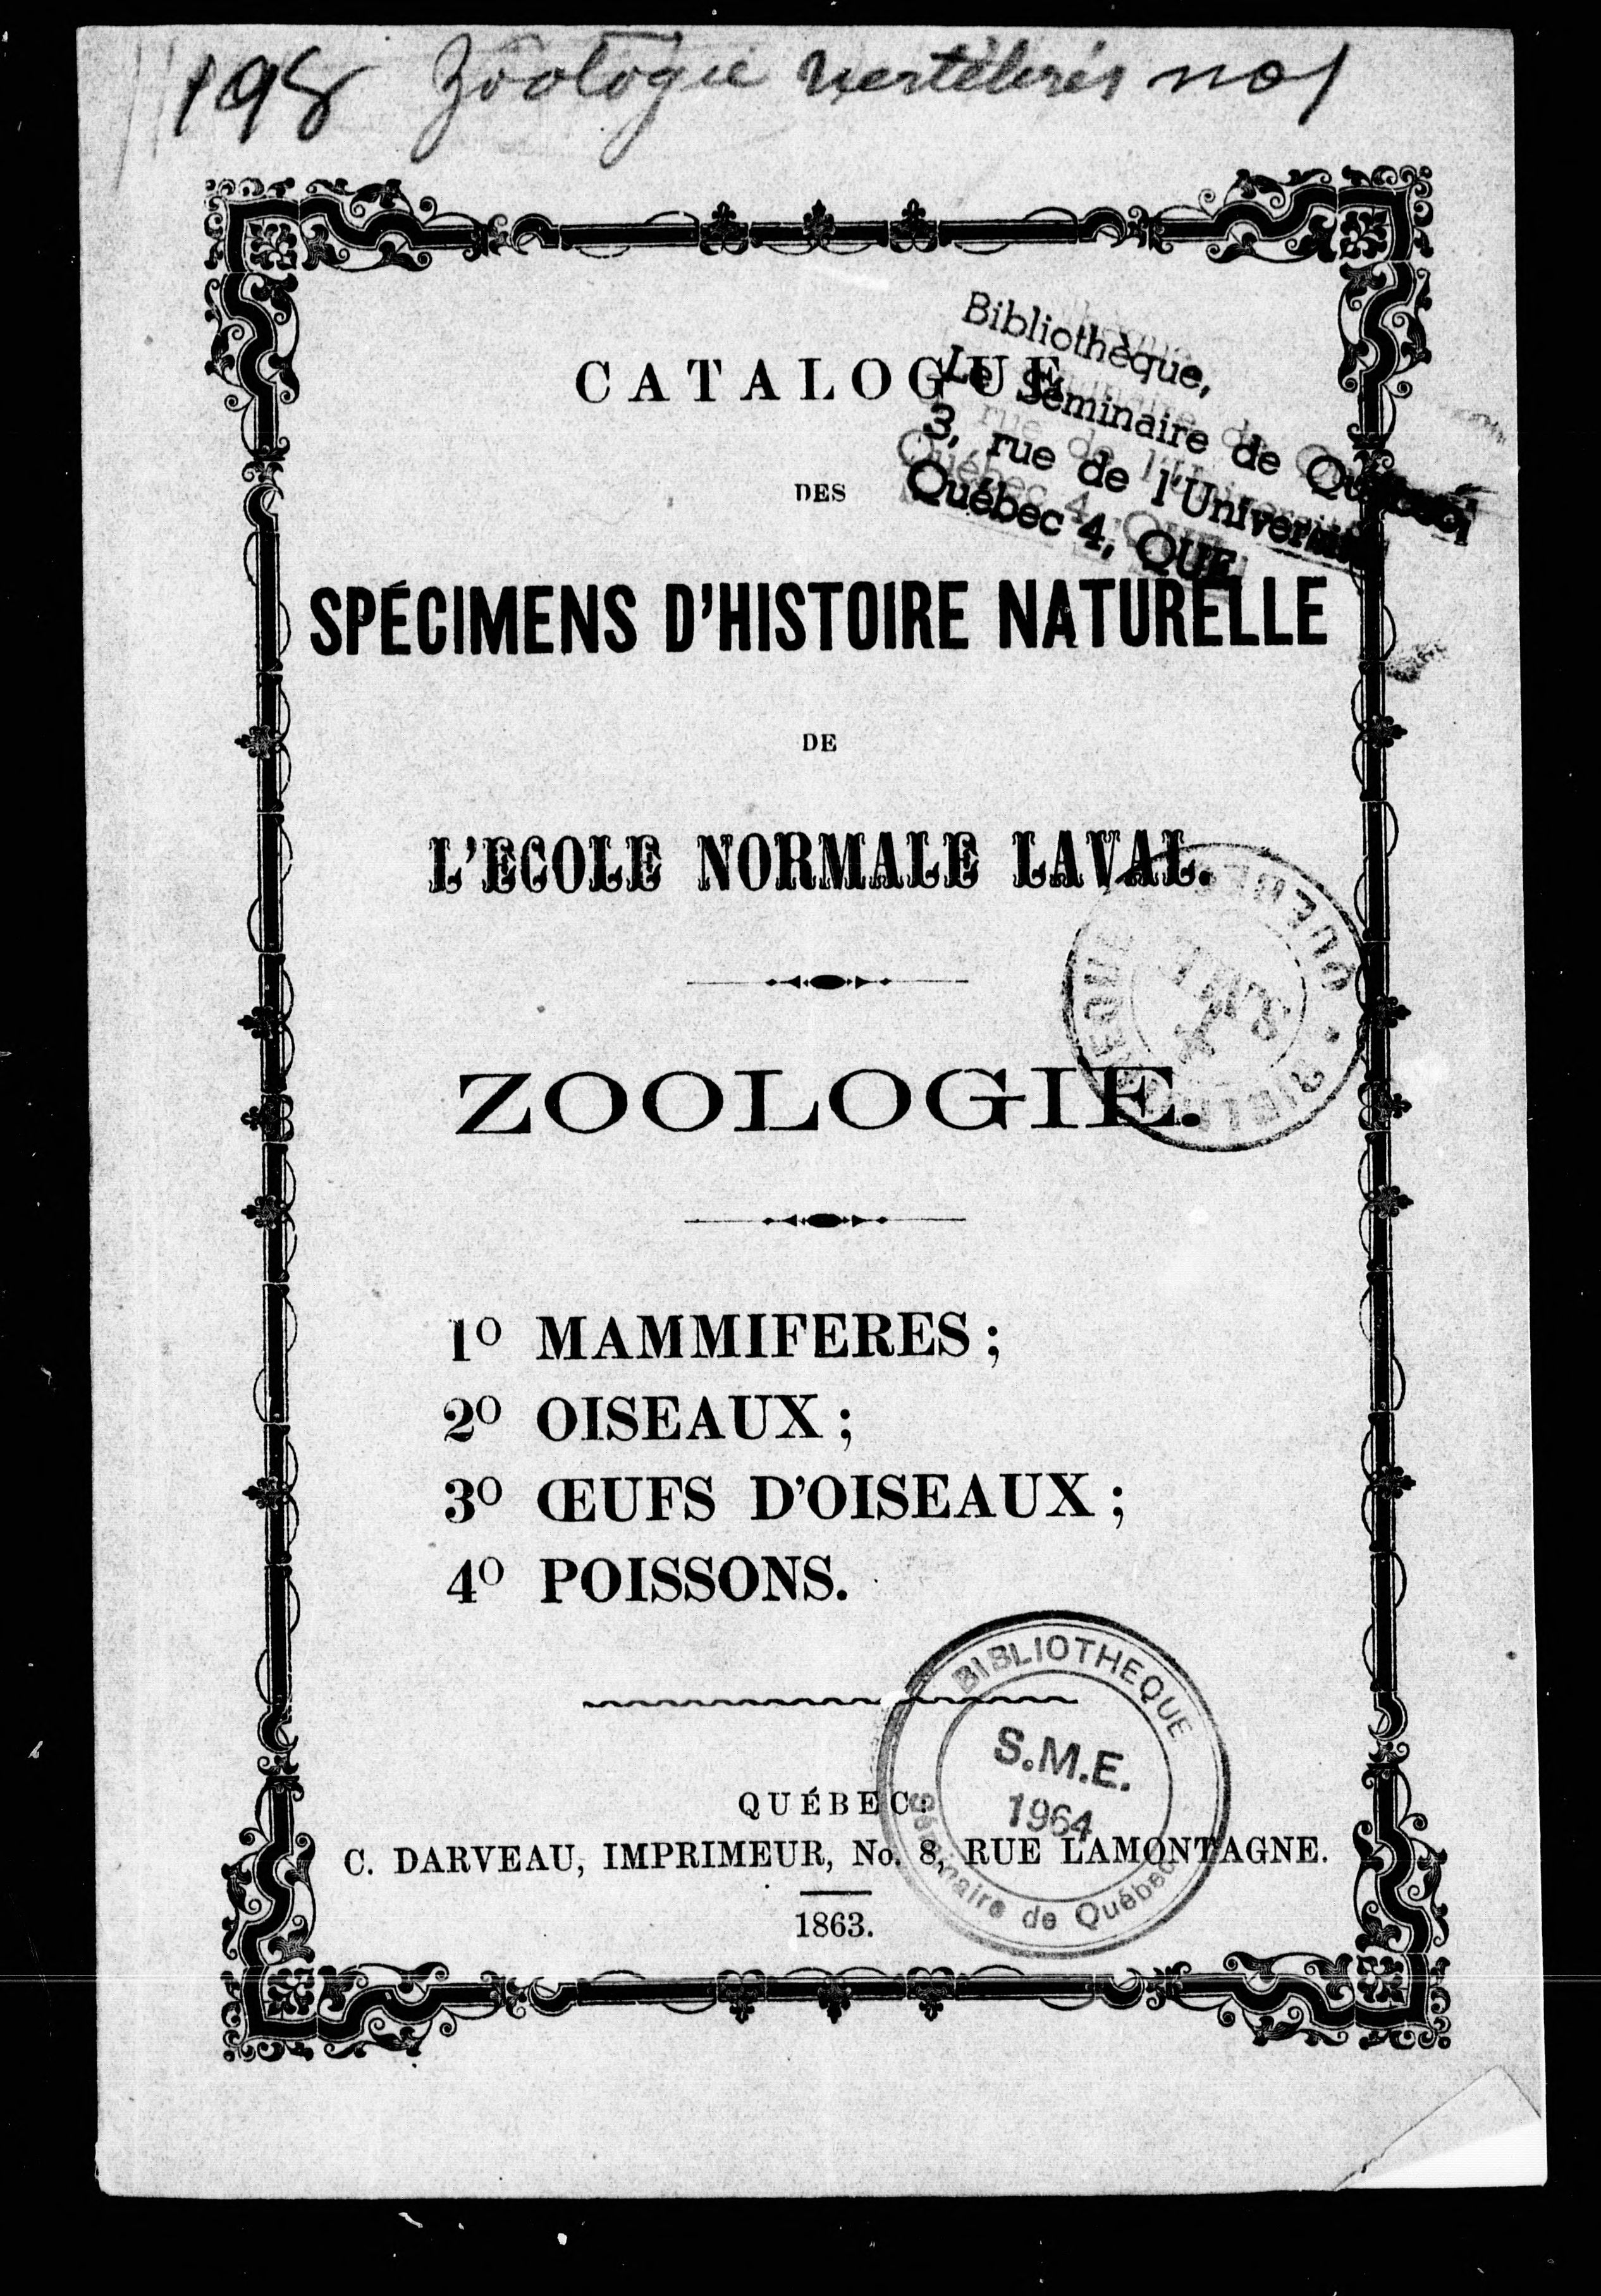 198 Zoologie vertébrés no 1
CATALOGUE
Bibliothèque,
Le Séminaire de Québec,
3, rue de l'Université
Québec 4, QUE
DES
SPÉCIMENS D'HISTOIRE NATURELLE
DE
L'ECOLE NORMALE LAVAL.
ZOOLOGIE.
1º MAMMIFERES ;
2º OISEAUX ;
3º ŒUFS D'OISEAUX ;
4º POISSONS.
BIBLIOTHEQUE
S.M.E.
1964
Séminaire de Québec
QUÉBEC:
C. DARVEAU, IMPRIMEUR, No. 8, RUE LAMONTAGNE.
1863.